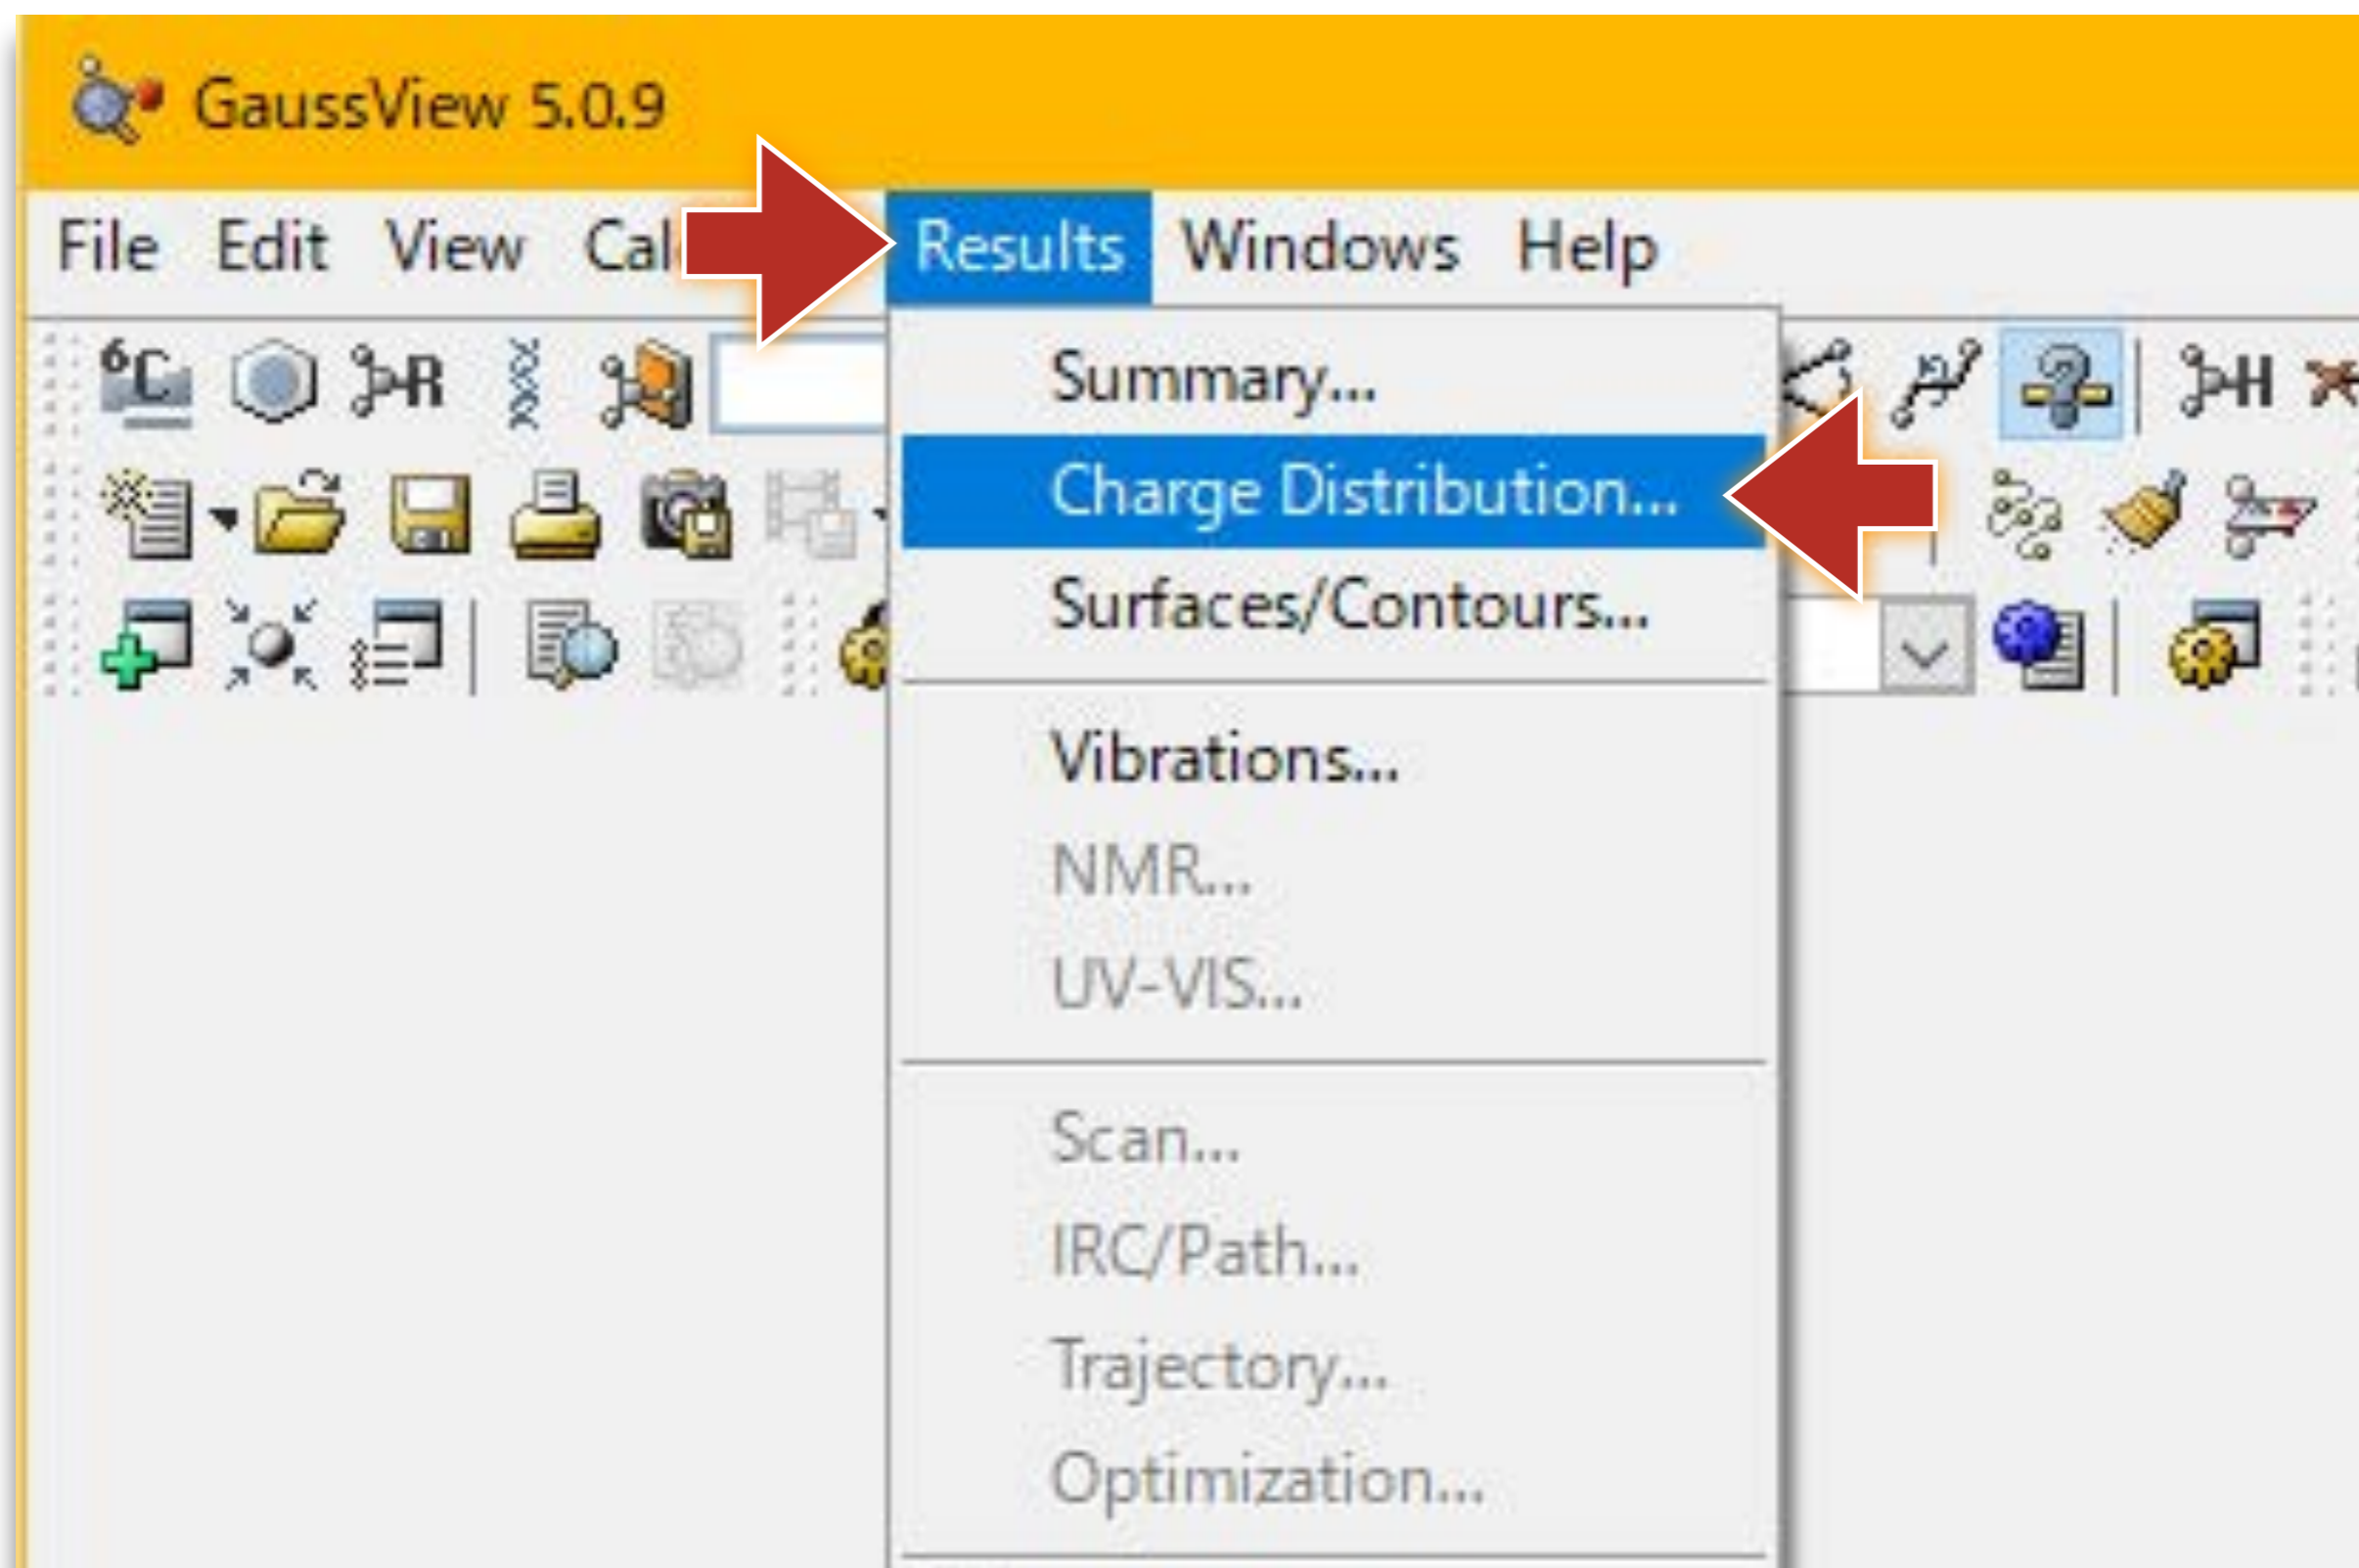 GaussView 5.0.9
File Edit View Results Windows Help
6C R H
Summary...
Charge Distribution...
Surfaces/Contours...
Vibrations...
NMR...
UV-VIS...
Scan...
IRC/Path...
Trajectory...
Optimization...